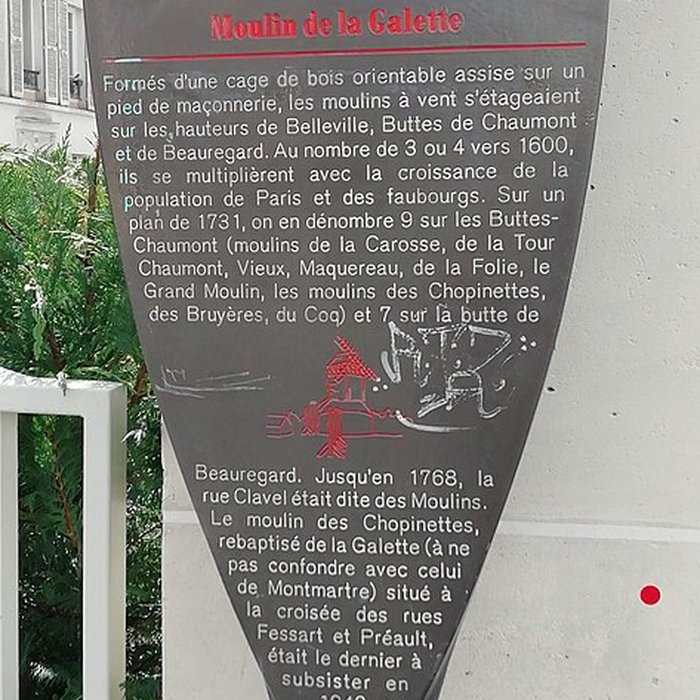 Moulin de la Galette
Formés d'une cage de bois orientable assise sur un
pied de maçonnerie, les moulins à vent s'étageaient
sur les hauteurs de Belleville, Buttes de Chaumont
et de Beauregard. Au nombre de 3 ou 4 vers 1600,
ils se multiplièrent avec la croissance de la
population de Paris et des faubourgs. Sur un
plan de 1731, on en dénombre 9 sur les Buttes-
Chaumont (moulins de la Carosse, de la Tour
Chaumont, Vieux, Maquereau, de la Folie, le
Grand Moulin, les moulins des Chopinettes,
des Bruyères, du Coq) et 7 sur la butte de
Beauregard. Jusqu'en 1768, la
rue Clavel était dite des Moulins.
Le moulin des Chopinettes,
rebaptisé de la Galette (à ne
pas confondre avec celui
de Montmartre) situé à
la croisée des rues
Fessart et Préault,
était le dernier à
subsister en